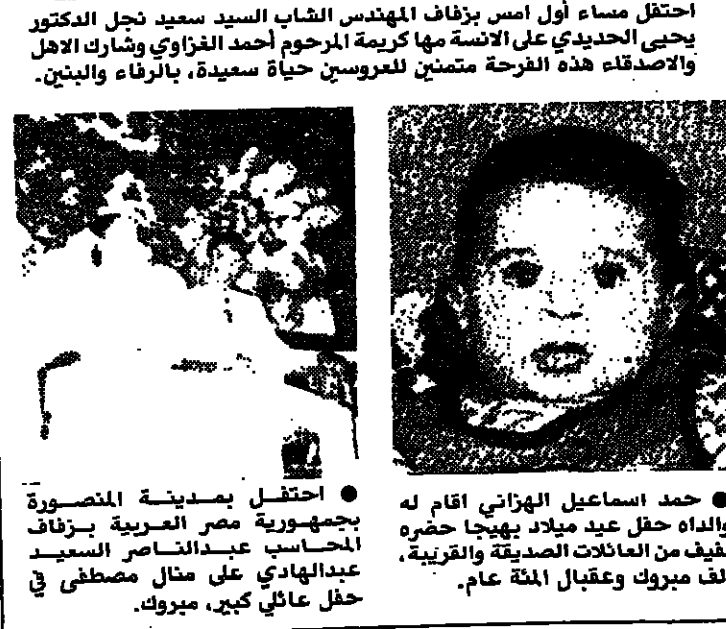 احتفل مساء أول امس بزفاف المهندس الشاب السيد سعيد نجل الدكتور
يحيى الحديدي على الانسة مها كريمة المرحوم أحمد الغزاوي وشارك الاهل
والاصدقاء هذه الفرحة متمنين للعروسين حياة سعيدة، بالرفاء والبنين.
● حمد اسماعيل الهزاني اقام له
والداه حفل عيد ميلاد بهيجا حضره
لفيف من العائلات الصديقة والقريبة،
ألف مبروك وعقبال المئة عام.
● احتفل بمدينة المنصورة
بجمهورية مصر العربية بزفاف
المحاسب عبدالناصر السعيد
عبدالهادي على منال مصطفى في
حفل عائلي كبير، مبروك.